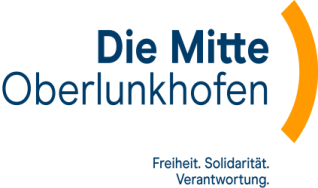 Die Mitte
Oberlunkhofen
Freiheit. Solidarität.
Verantwortung.